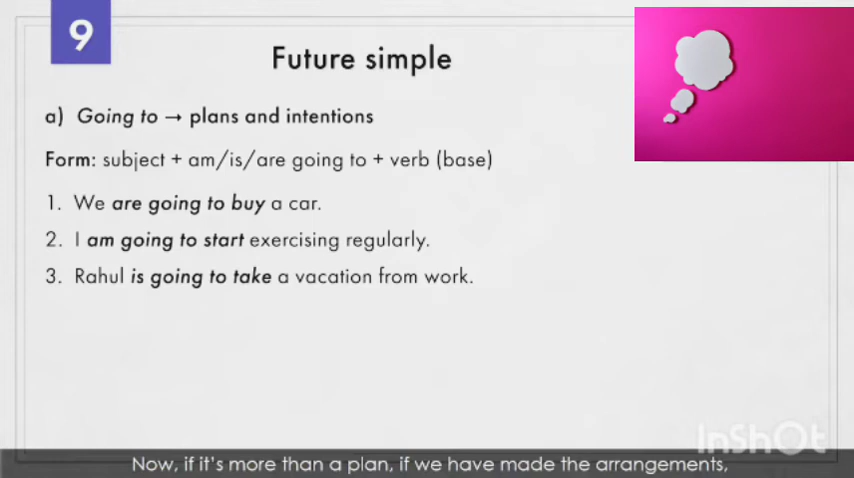 9
Future simple
a) Going to → plans and intentions
Form: subject + am/is/are going to + verb (base)
1. We are going to buy a car.
2. I am going to start exercising regularly.
3. Rahul is going to take a vacation from work.
InShOt
Now, if it's more than a plan, if we have made the arrangements,